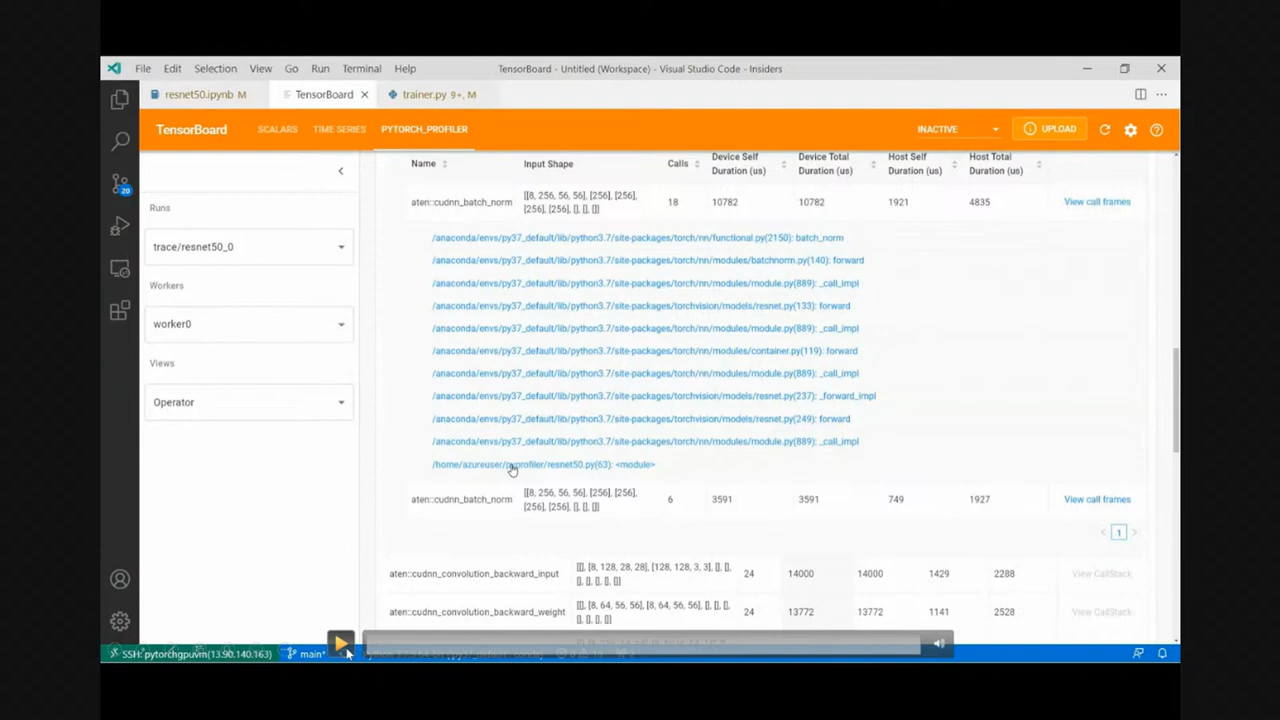 File Edit Selection View Go Run Terminal Help TensorBoard - Untitled (Workspace) - Visual Studio Code - Insiders
resnet50.ipynb M TensorBoard trainer.py 9+, M
TensorBoard SCALARS TIME SERIES PYTORCH_PROFILER INACTIVE UPLOAD
Runs
trace/resnet50_0
Workers
worker0
Views
Operator
20
Name Input Shape Calls Device Self Duration (us) Device Total Duration (us) Host Self Duration (us) Host Total Duration (us)
aten::cudnn_batch_norm [[8, 256, 56, 56], [256], [256], [256], [256], [], [], []] 18 10782 10782 1921 4835 View call frames
/anaconda/envs/py37_default/lib/python3.7/site-packages/torch/nn/functional.py(2150): batch_norm
/anaconda/envs/py37_default/lib/python3.7/site-packages/torch/nn/modules/batchnorm.py(140): forward
/anaconda/envs/py37_default/lib/python3.7/site-packages/torch/nn/modules/module.py(889): _call_impl
/anaconda/envs/py37_default/lib/python3.7/site-packages/torchvision/models/resnet.py(133): forward
/anaconda/envs/py37_default/lib/python3.7/site-packages/torch/nn/modules/module.py(889): _call_impl
/anaconda/envs/py37_default/lib/python3.7/site-packages/torch/nn/modules/container.py(119): forward
/anaconda/envs/py37_default/lib/python3.7/site-packages/torch/nn/modules/module.py(889): _call_impl
/anaconda/envs/py37_default/lib/python3.7/site-packages/torchvision/models/resnet.py(237): _forward_impl
/anaconda/envs/py37_default/lib/python3.7/site-packages/torchvision/models/resnet.py(249): forward
/anaconda/envs/py37_default/lib/python3.7/site-packages/torch/nn/modules/module.py(889): _call_impl
/home/azureuser/pyprofiler/resnet50.py(63): <module>
aten::cudnn_batch_norm [[8, 256, 56, 56], [256], [256], [256], [256], [], [], []] 6 3591 3591 749 1927 View call frames
1
aten::cudnn_convolution_backward_input [[], [8, 128, 28, 28], [128, 128, 3, 3], [], [], [], [], [], [], []] 24 14000 14000 1429 2288 View CallStack
aten::cudnn_convolution_backward_weight [[], [8, 64, 56, 56], [8, 64, 56, 56], [], [], [], [], [], [], []] 24 13772 13772 1141 2528 View CallStack
SSH: pytorchgpuvm(13.90.140.163) main*